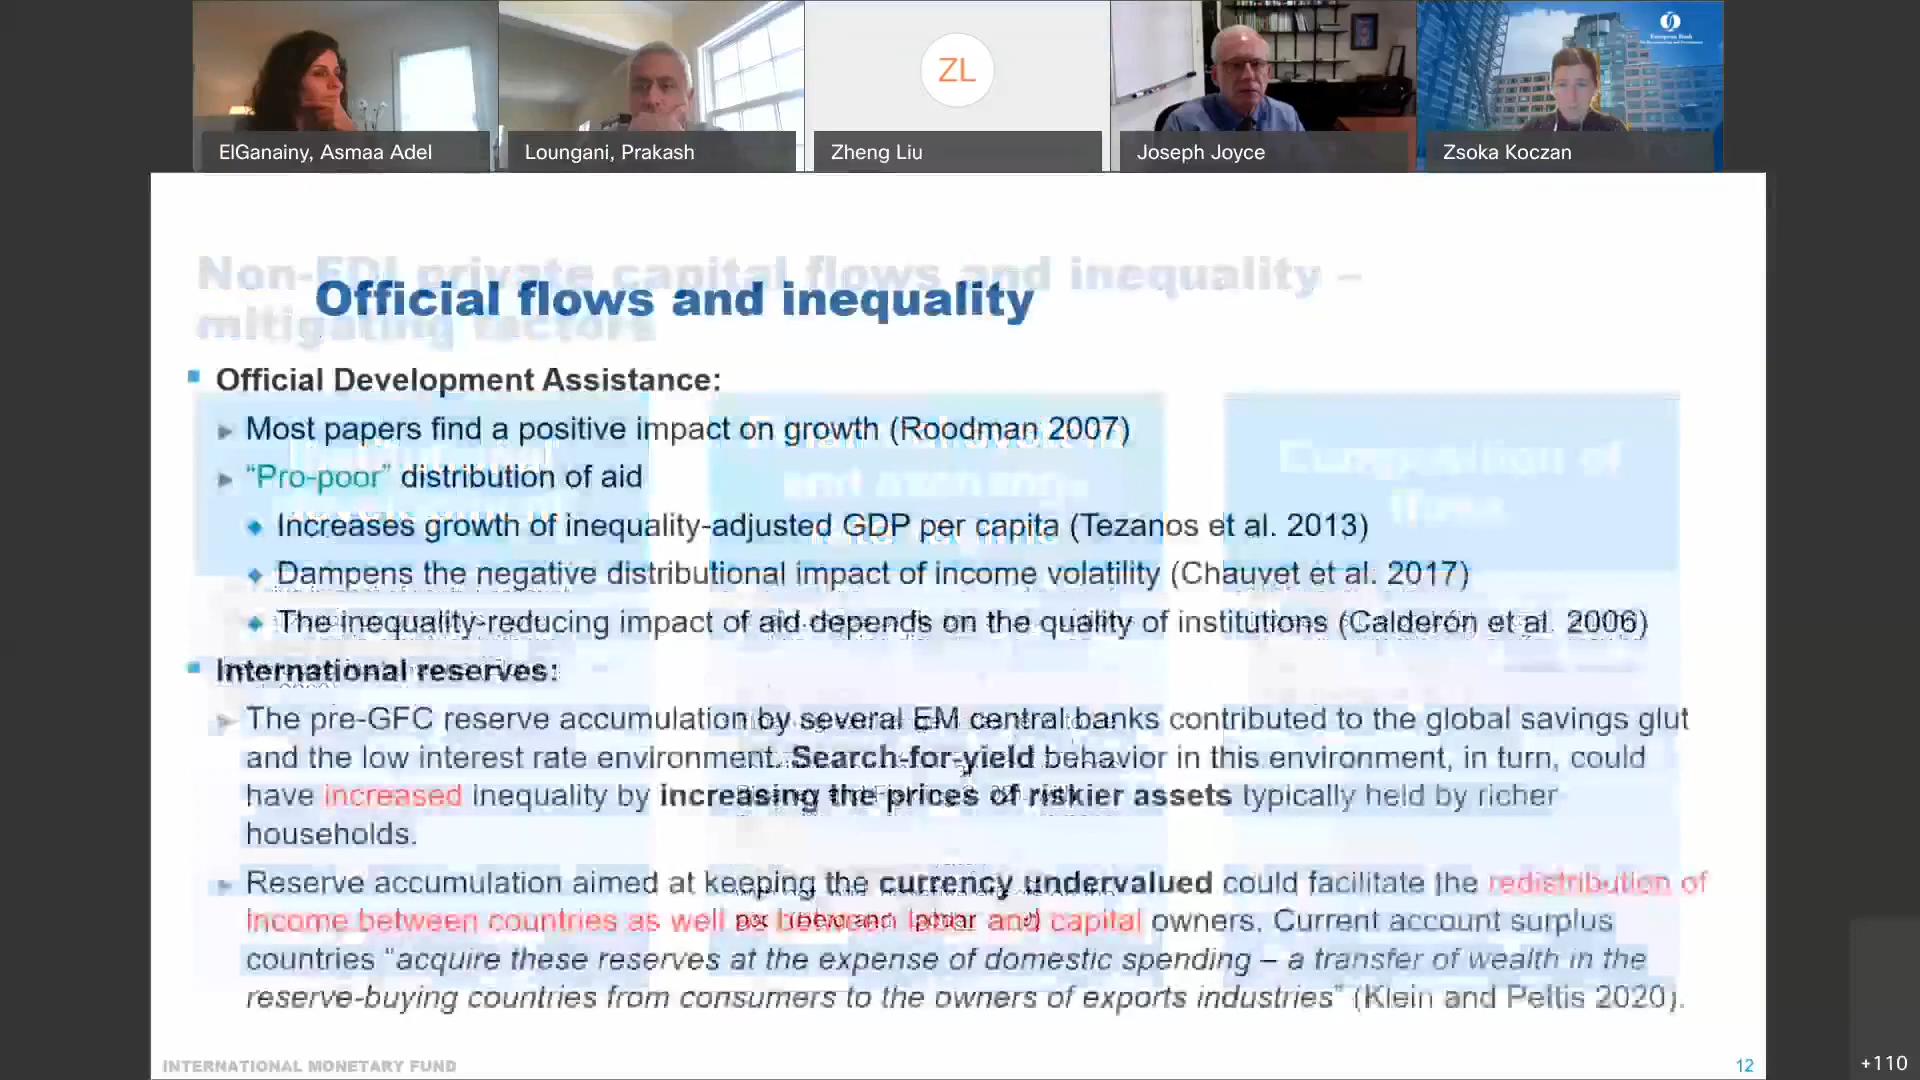 ElGanainy, Asmaa Adel
Loungani, Prakash
ZL
Zheng Liu
Joseph Joyce
European Bank
Zsoka Koczan
Non-FDI private capital flows and inequality –
mitigating factors
Official flows and inequality
Official Development Assistance:
Most papers find a positive impact on growth (Roodman 2007)
“Pro-poor” distribution of aid
Increases growth of inequality-adjusted GDP per capita (Tezanos et al. 2013)
Dampens the negative distributional impact of income volatility (Chauvet et al. 2017)
The inequality-reducing impact of aid depends on the quality of institutions (Calderón et al. 2006)
Composition of
flows
International reserves:
The pre-GFC reserve accumulation by several EM central banks contributed to the global savings glut
and the low interest rate environment. Search-for-yield behavior in this environment, in turn, could
have increased inequality by increasing the prices of riskier assets typically held by richer
households.
Reserve accumulation aimed at keeping the currency undervalued could facilitate the redistribution of
income between countries as well as between labor and capital owners. Current account surplus
countries “acquire these reserves at the expense of domestic spending – a transfer of wealth in the
reserve-buying countries from consumers to the owners of exports industries” (Klein and Pettis 2020).
INTERNATIONAL MONETARY FUND
12
+110